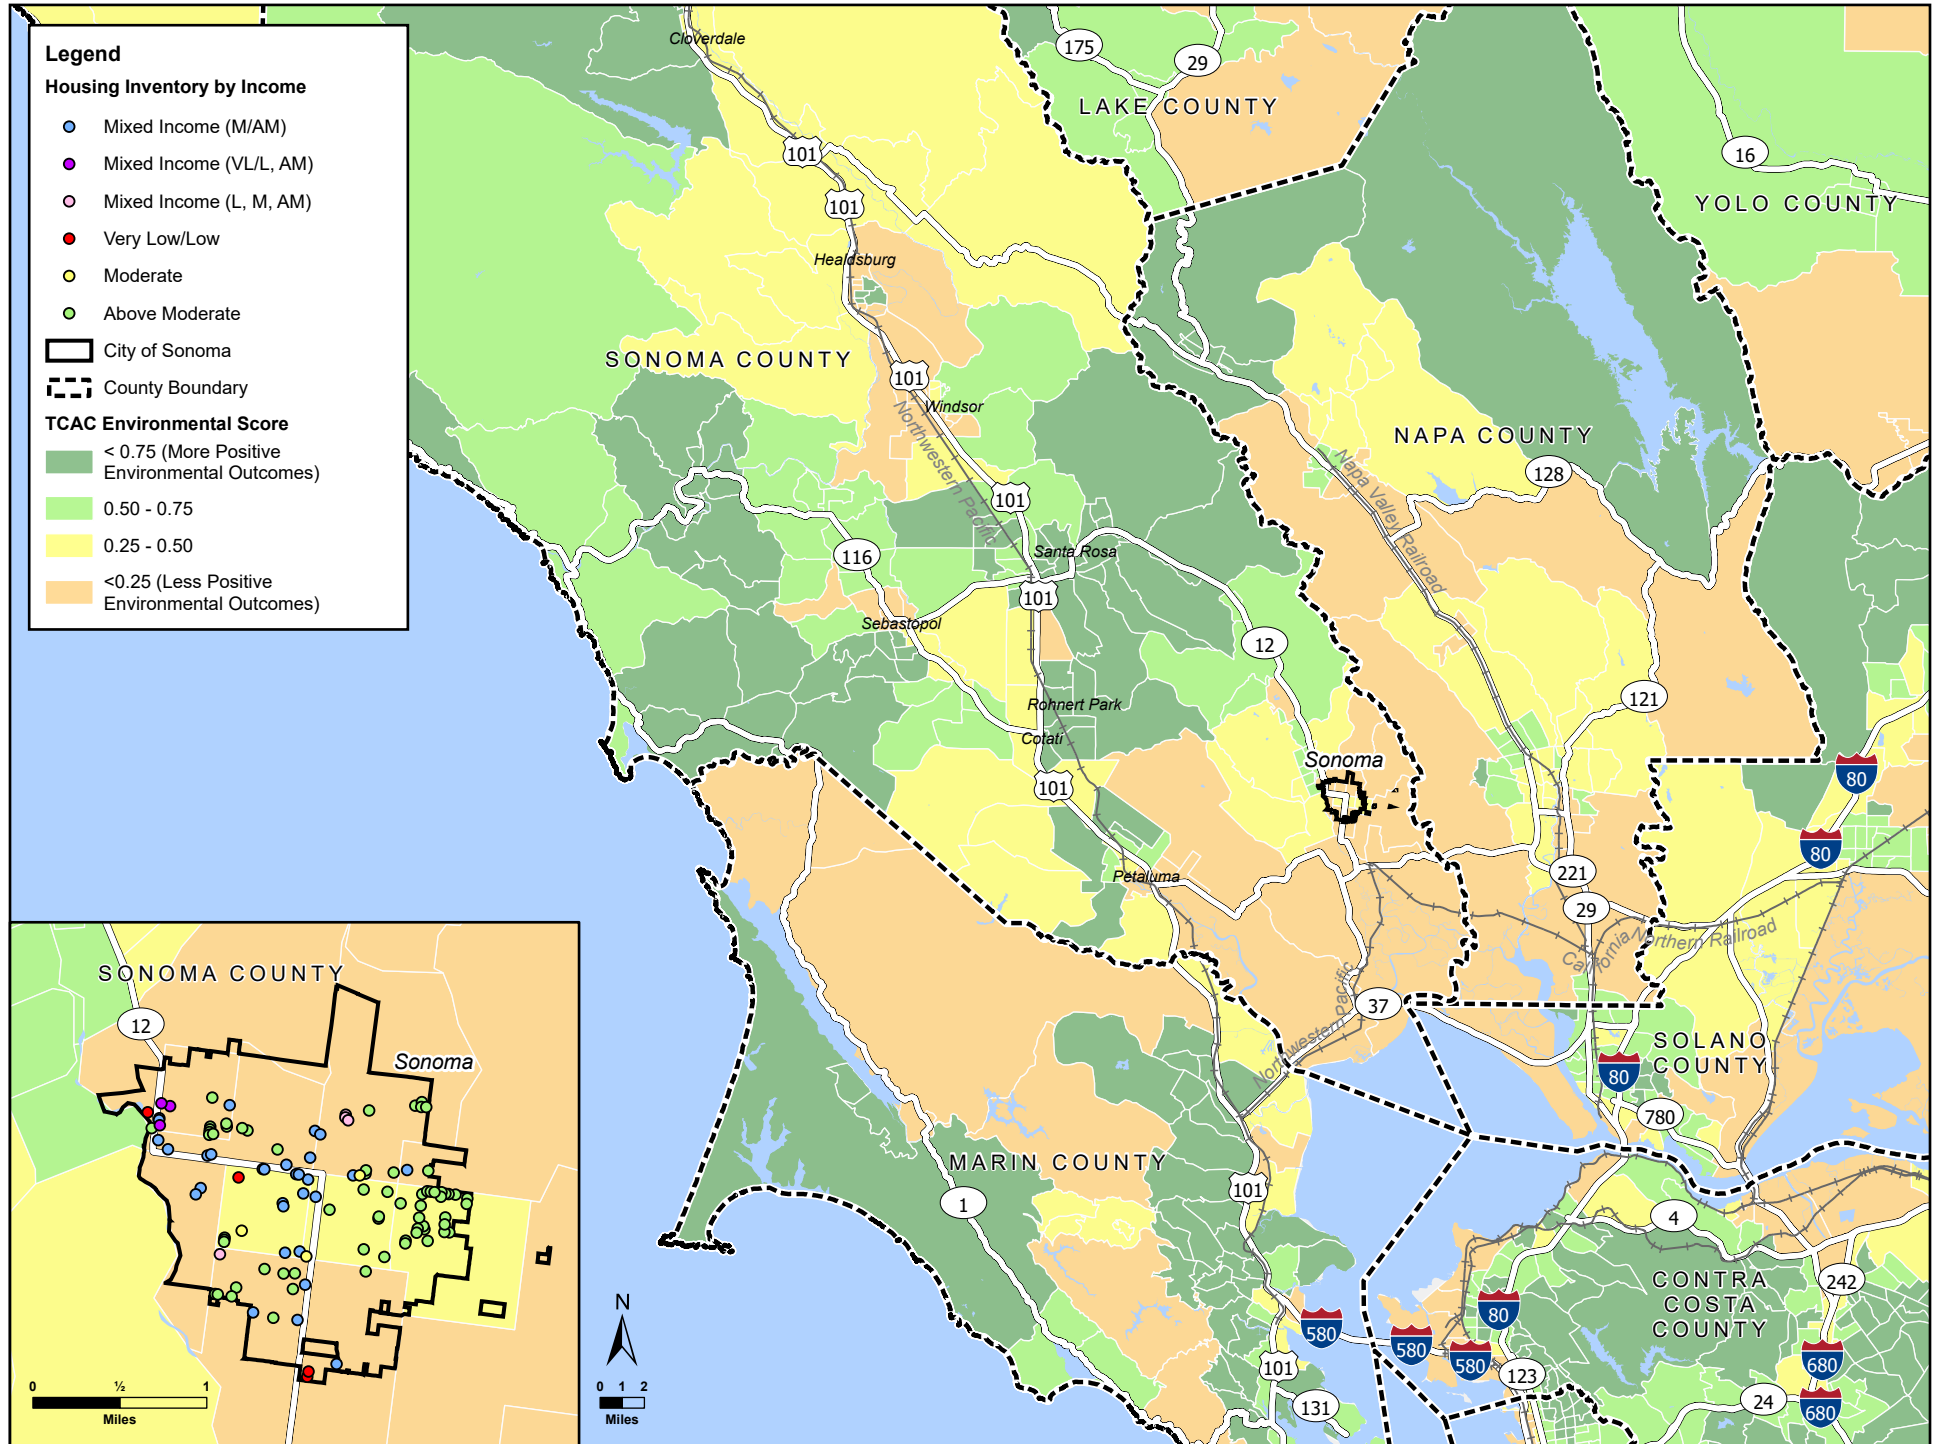 Legend
Housing Inventory by Income
Mixed Income (M/AM)
Mixed Income (VL/L, AM)
Mixed Income (L, M, AM)
Very Low/Low
Moderate
Above Moderate
City of Sonoma
County Boundary
TCAC Environmental Score
< 0.75 (More Positive
Environmental Outcomes)
0.50 - 0.75
0.25 - 0.50
<0.25 (Less Positive
Environmental Outcomes)
Cloverdale
175
29
LAKE COUNTY
101
16
YOLO COUNTY
101
Healdsburg
SONOMA COUNTY
101
Windsor
NAPA COUNTY
128
Northwestern Pacific
Napa Valley Railroad
101
116
Santa Rosa
101
Sebastopol
12
121
Rohnert Park
Cotati
Sonoma
101
80
80
Petaluma
221
29
California Northern Railroad
Northwestern Pacific
37
SOLANO
COUNTY
80
780
MARIN COUNTY
101
1
4
CONTRA
COSTA
COUNTY
242
80
580
580
580
101
123
680
24
680
131
SONOMA COUNTY
12
Sonoma
0 ½ 1
Miles
N
0 1 2
Miles